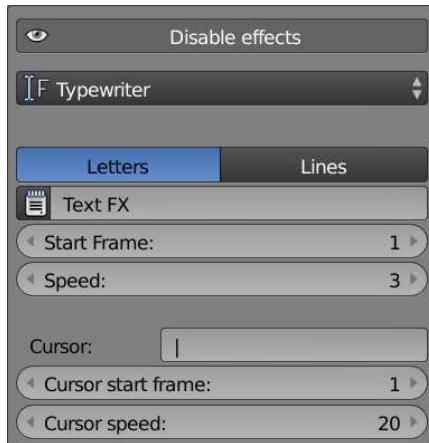 Disable effects
Typewriter
Letters Lines
Text FX
Start Frame: 1
Speed: 3
Cursor: |
Cursor start frame: 1
Cursor speed: 20